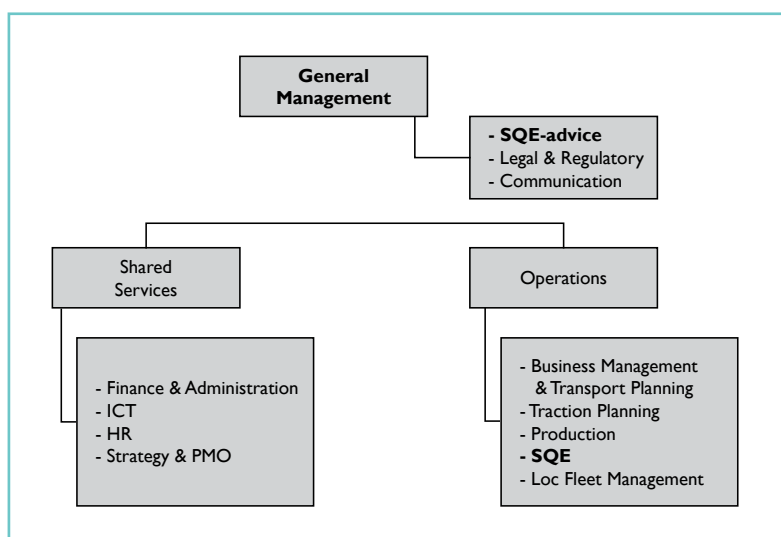 General
Management
- SQE-advice
- Legal & Regulatory
- Communication
Shared
Services
Operations
- Finance & Administration
- ICT
- HR
- Strategy & PMO
- Business Management
& Transport Planning
- Traction Planning
- Production
- SQE
- Loc Fleet Management